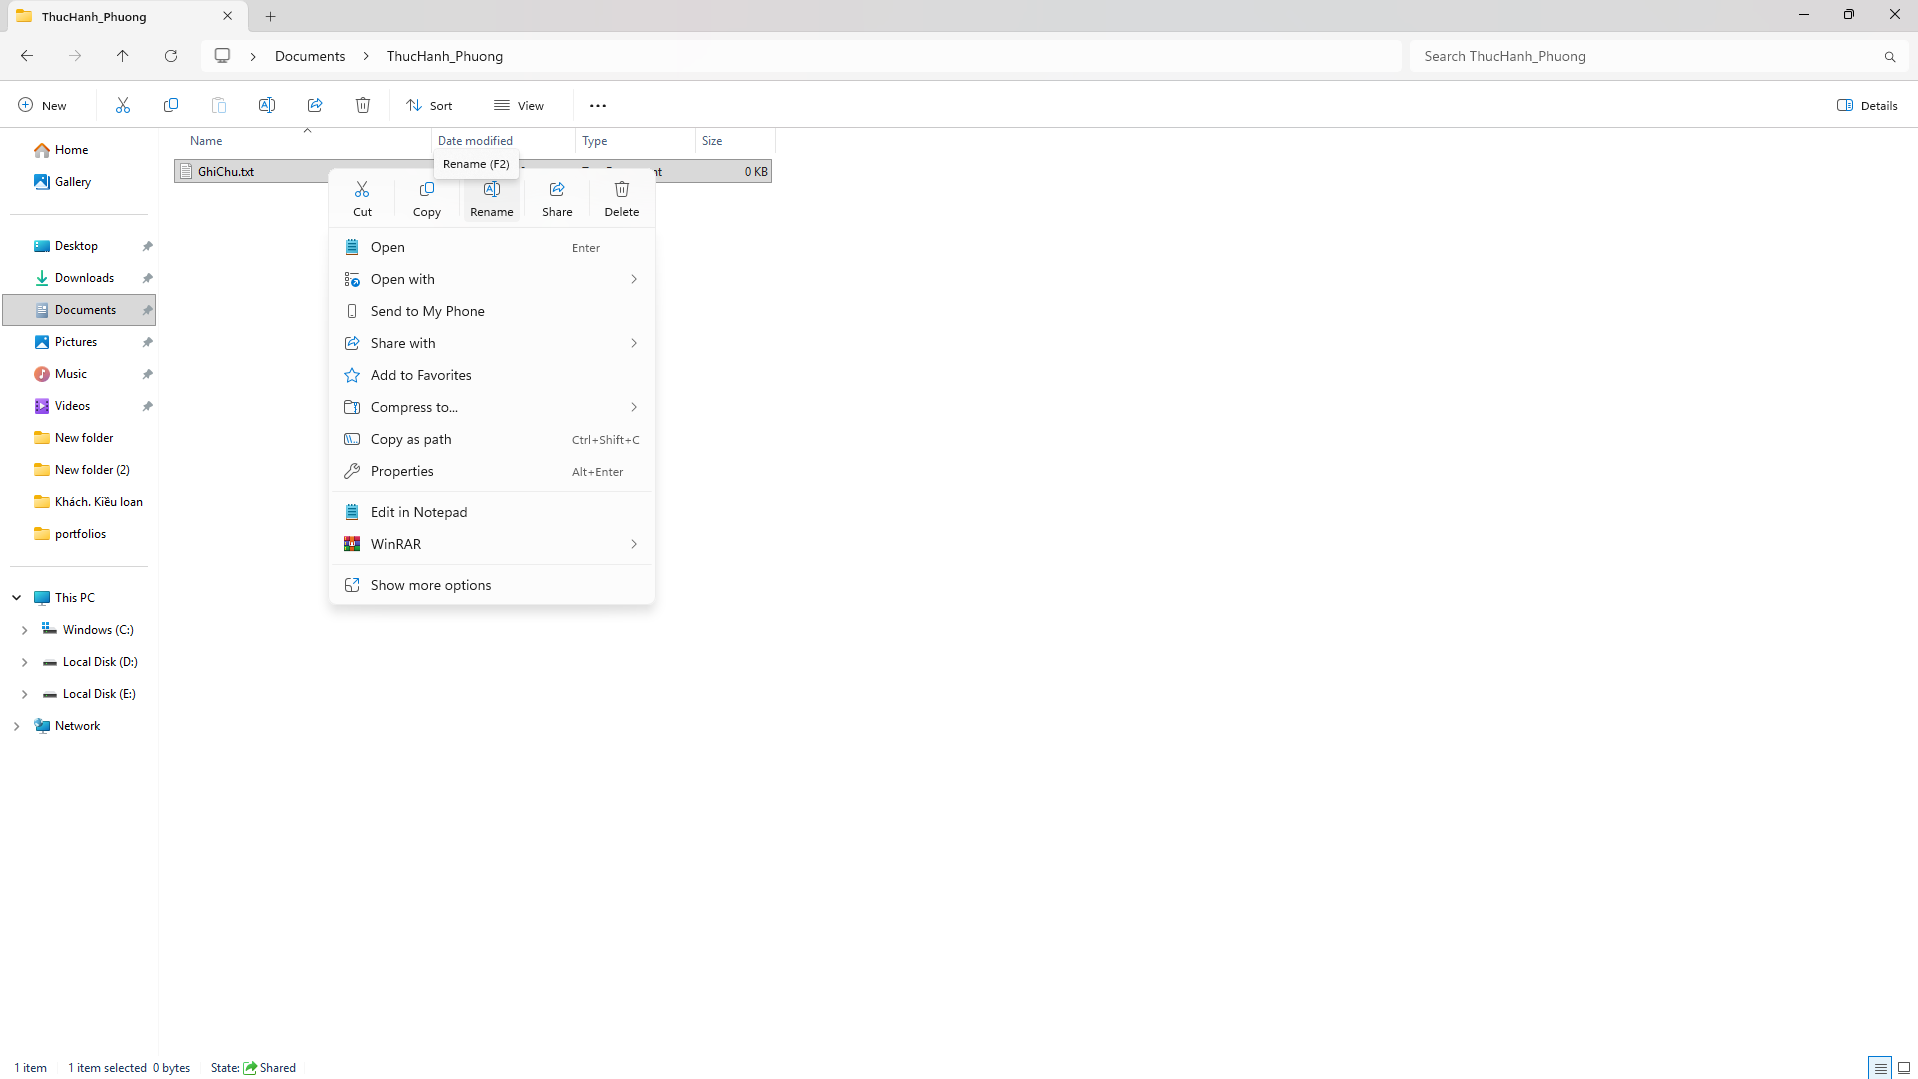 ThucHanh_Phuong
Documents
ThucHanh_Phuong
Search ThucHanh_Phuong
New
Sort
View
Details
Name
Date modified
Type
Size
Home
Gallery
Desktop
Downloads
Documents
Pictures
Music
Videos
New folder
New folder (2)
Khách. Kiều loan
portfolios
This PC
Windows (C:)
Local Disk (D:)
Local Disk (E:)
Network
GhiChu.txt
0 KB
Rename (F2)
Cut
Copy
Rename
Share
Delete
Open Enter
Open with
Send to My Phone
Share with
Add to Favorites
Compress to...
Copy as path Ctrl+Shift+C
Properties Alt+Enter
Edit in Notepad
WinRAR
Show more options
1 item 1 item selected 0 bytes State: Shared